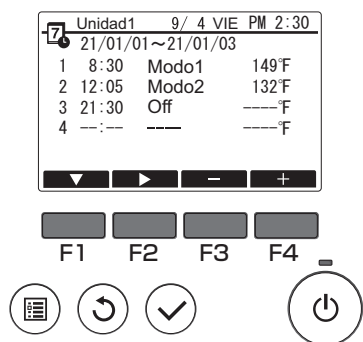 Unidad1 9/ 4 VIE PM 2:30
7 21/01/01~21/01/03
1 8:30 Modo1 149°F
2 12:05 Modo2 132°F
3 21:30 Off ----°F
4 --:-- ---- ----°F
▼ ▶ − +
F1 F2 F3 F4